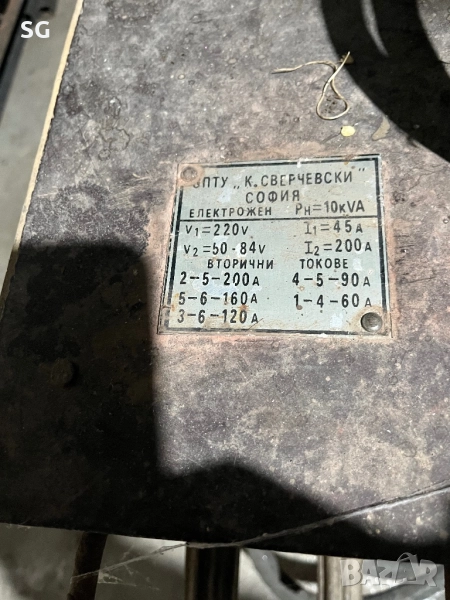 SG
ЗПТУ „К. СВЕРЧЕВСКИ"
СОФИЯ
ЕЛЕКТРОЖЕН PН=10KVA
V1=220V I1=45A
V2=50-84V I2=200A
ВТОРИЧНИ ТОКОВЕ
2-5-200A 4-5-90A
5-6-160A 1-4-60A
3-6-120A
BAZAR